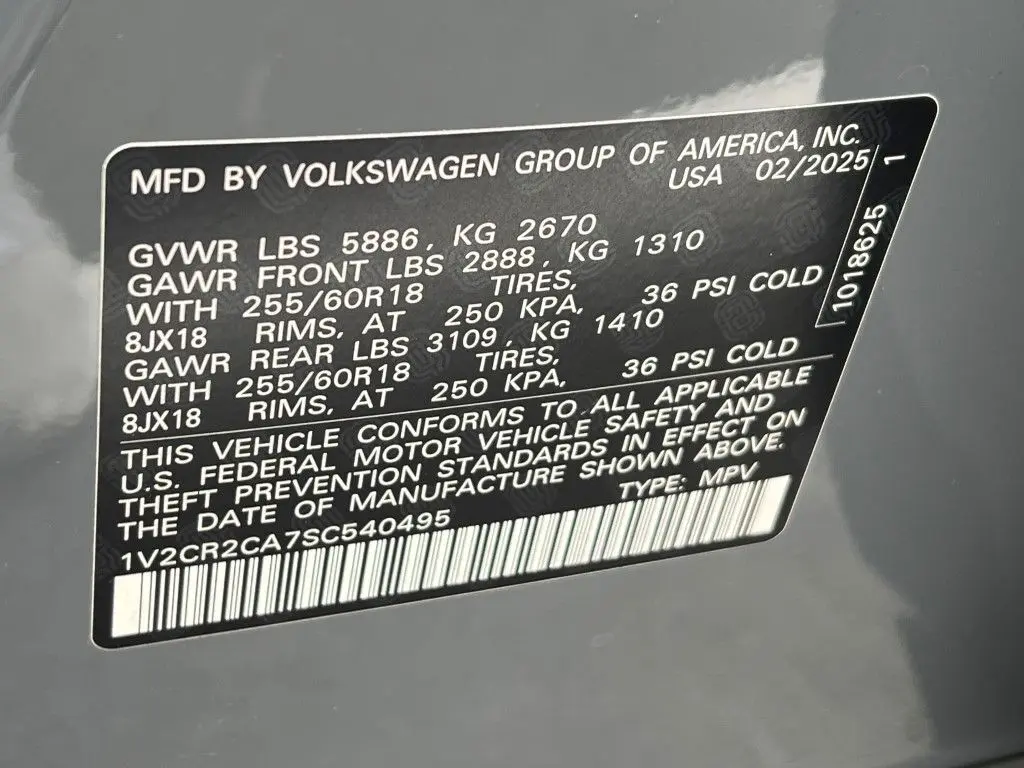 MFD BY VOLKSWAGEN GROUP OF AMERICA, INC.
USA 02/2025
GVWR LBS 5886, KG 2670
GAWR FRONT LBS 2888, KG 1310
WITH 255/60R18 TIRES,
8JX18 RIMS, AT 250 KPA, 36 PSI COLD
GAWR REAR LBS 3109, KG 1410
WITH 255/60R18 TIRES,
8JX18 RIMS, AT 250 KPA, 36 PSI COLD
THIS VEHICLE CONFORMS TO ALL APPLICABLE
U.S. FEDERAL MOTOR VEHICLE SAFETY AND
THEFT PREVENTION STANDARDS IN EFFECT ON
THE DATE OF MANUFACTURE SHOWN ABOVE.
1V2CR2CA7SC540495 TYPE: MPV
1018625 1